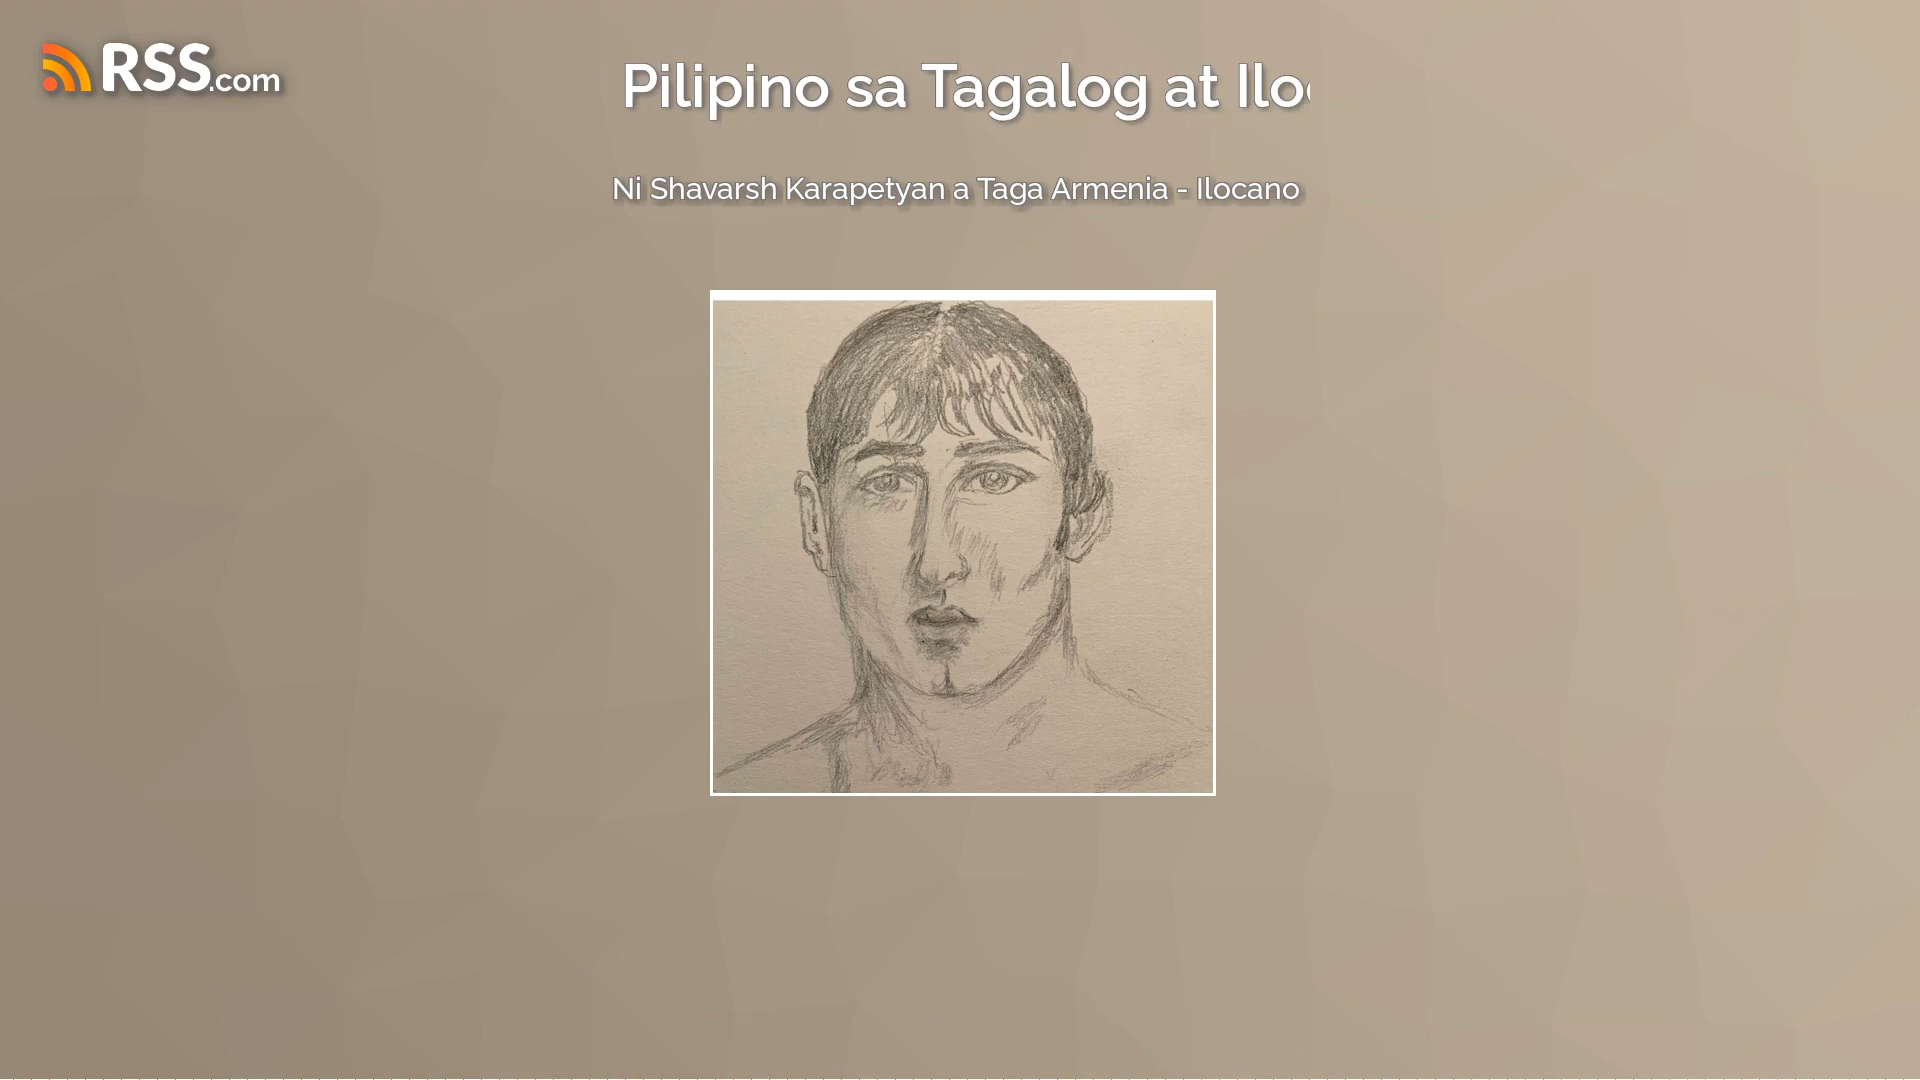 RSS.com
Pilipino sa Tagalog at Ilo
Ni Shavarsh Karapetyan a Taga Armenia - Ilocano